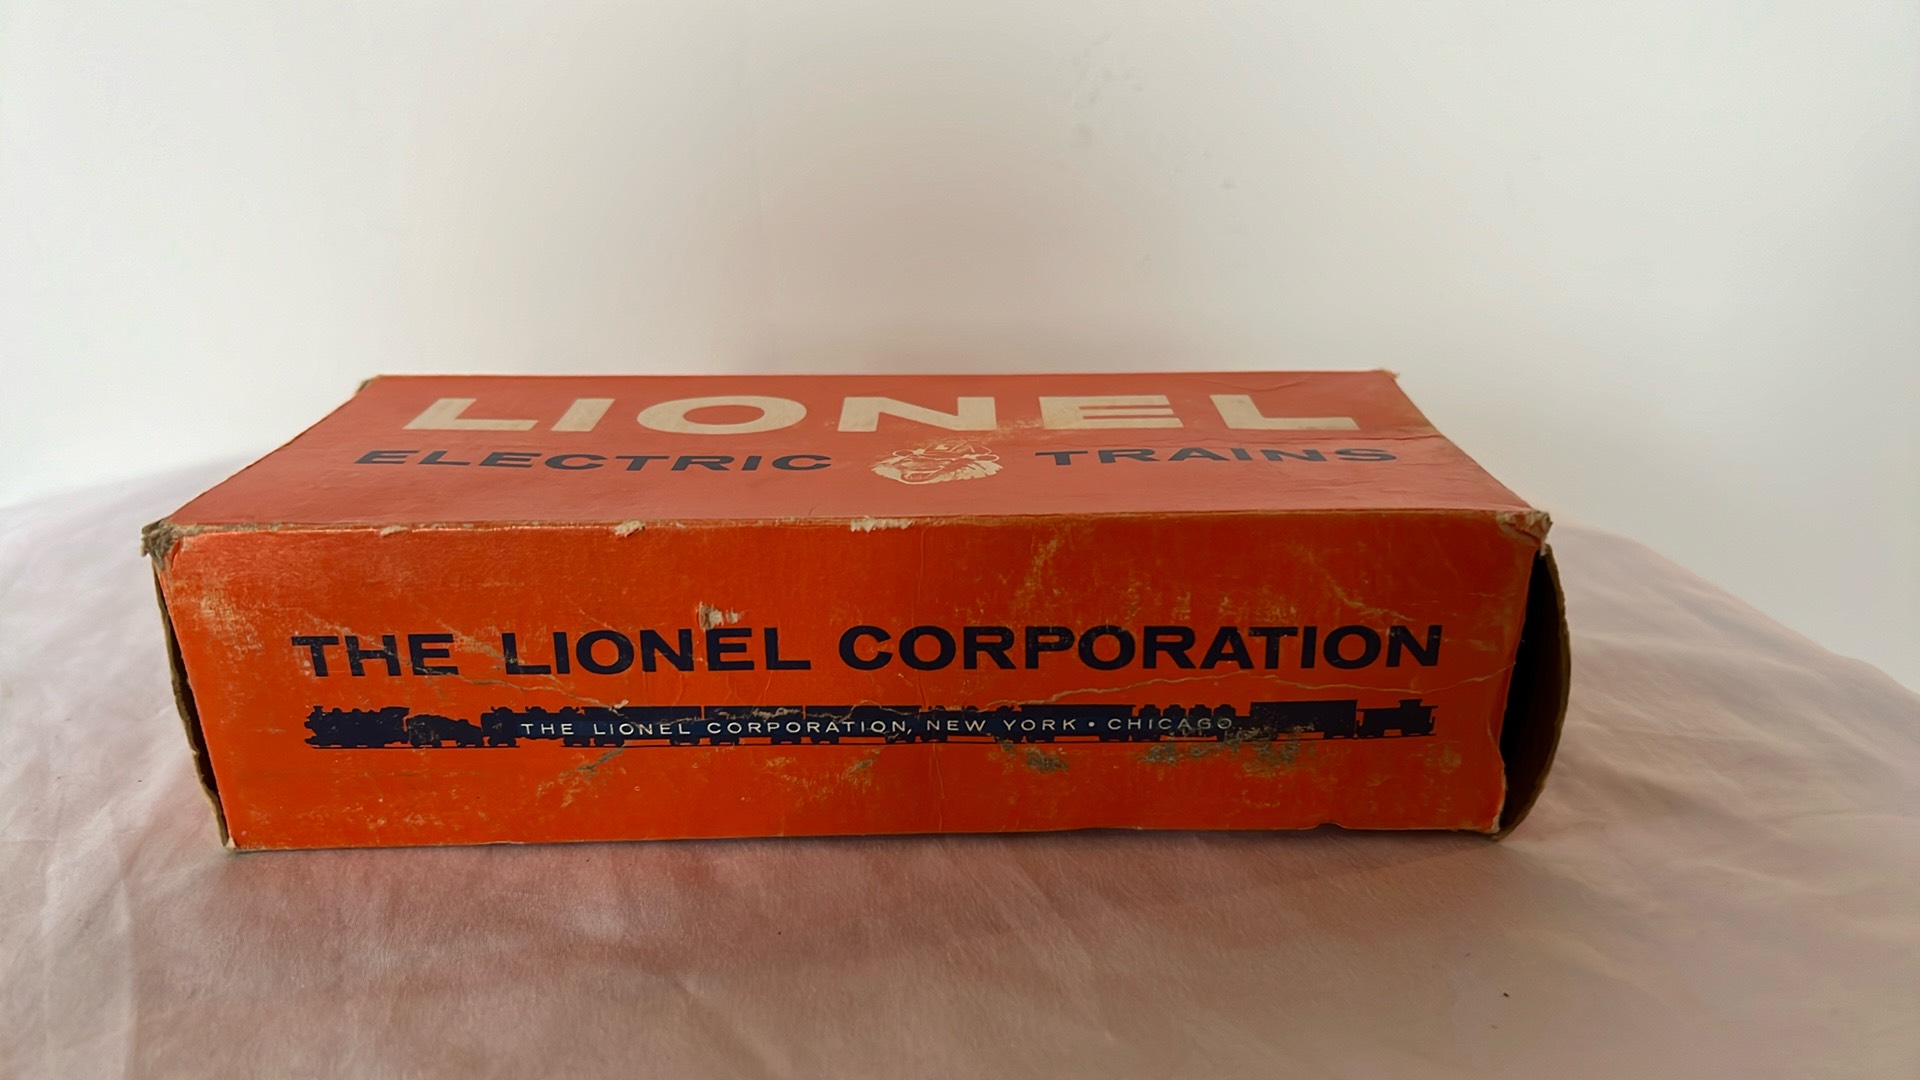 LIONEL
ELECTRIC TRAINS
THE LIONEL CORPORATION
THE LIONEL CORPORATION, NEW YORK • CHICAGO